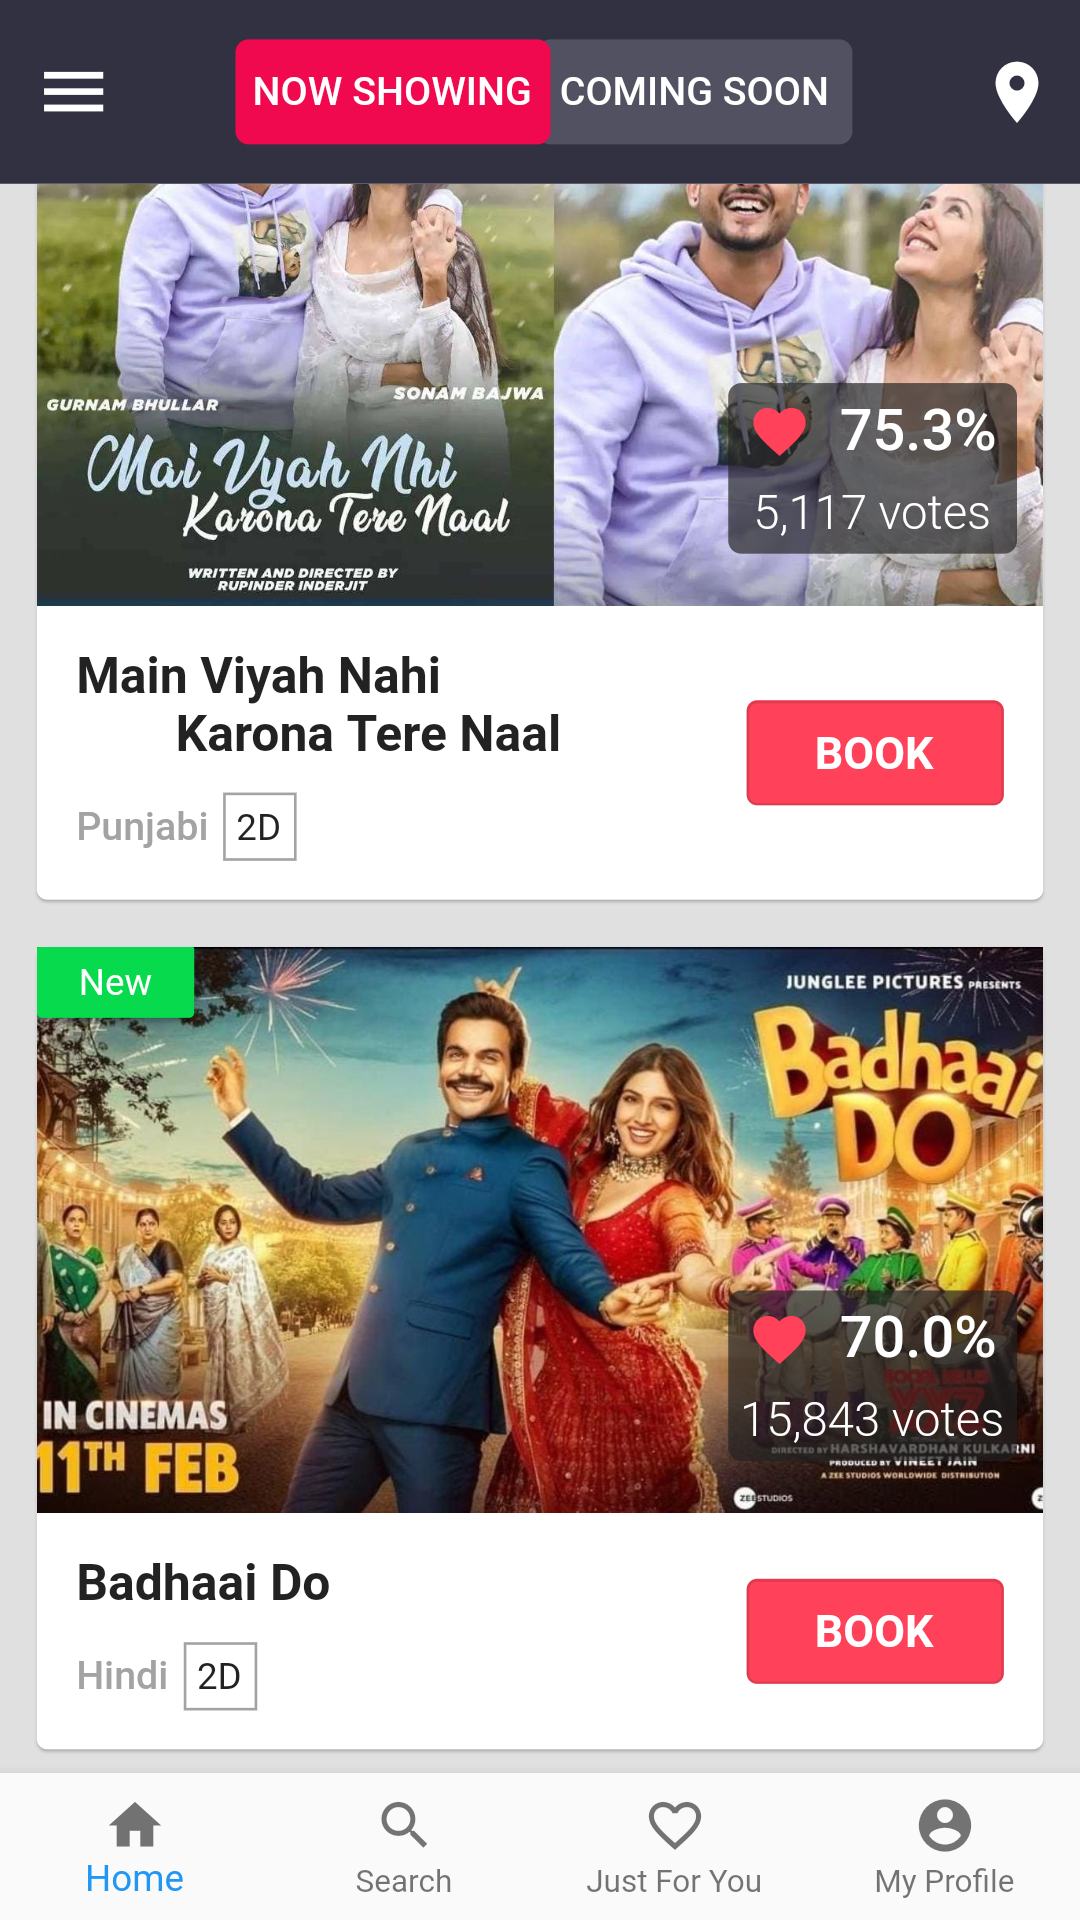 NOW SHOWING COMING SOON
GURNAM BHULLAR SONAM BAJWA
Mai Vyah Nhi
Karona Tere Naal
WRITTEN AND DIRECTED BY
RUPINDER INDERJIT
75.3%
5,117 votes
Main Viyah Nahi
Karona Tere Naal
BOOK
Punjabi 2D
New
JUNGLEE PICTURES PRESENTS
Badhaai
DO
70.0%
15,843 votes
IN CINEMAS
11TH FEB
DIRECTED BY HARSHAVARDHAN KULKARNI
PRODUCED BY VINEET JAIN
A ZEE STUDIOS WORLDWIDE DISTRIBUTION
ZEE STUDIOS
Badhaai Do
BOOK
Hindi 2D
Home Search Just For You My Profile